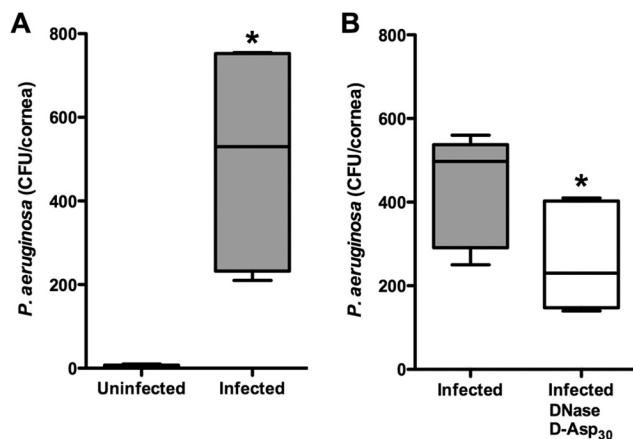 A
P. aeruginosa (CFU/cornea)
800
600
400
200
0
*
Uninfected
Infected
B
P. aeruginosa (CFU/cornea)
800
600
400
200
0
*
Infected
Infected
DNase
D-Asp30